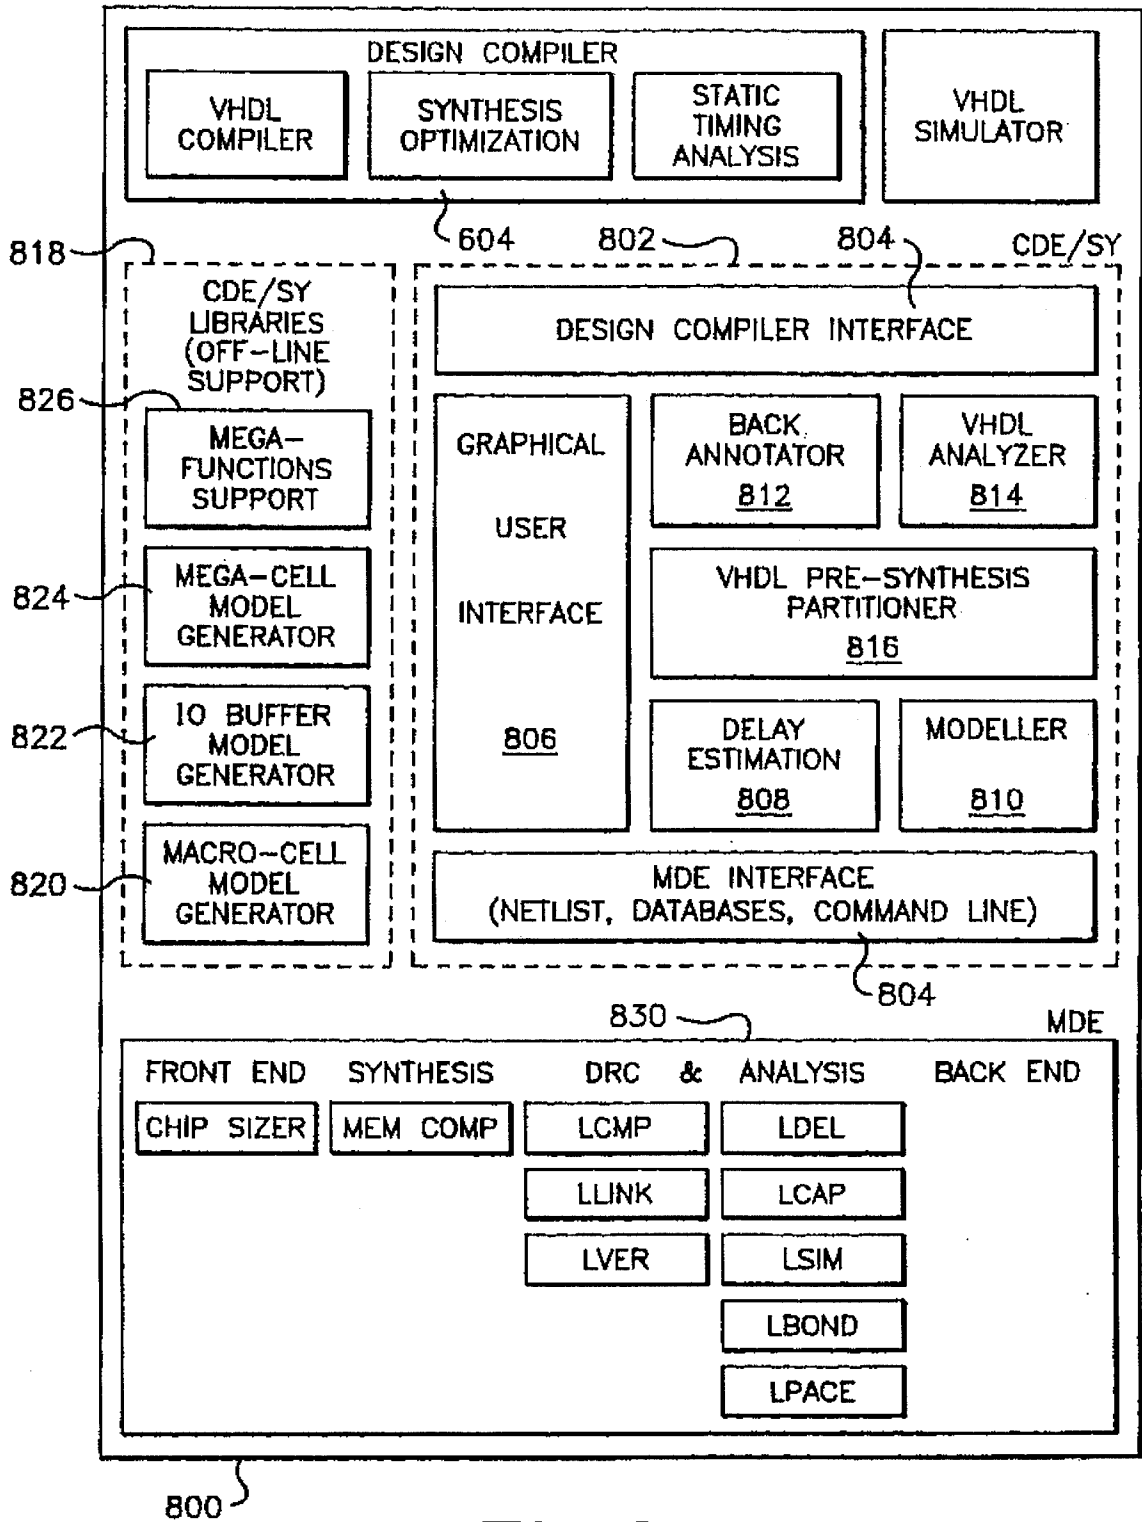 DESIGN COMPILER
VHDL
COMPILER
SYNTHESIS
OPTIMIZATION
STATIC
TIMING
ANALYSIS
VHDL
SIMULATOR
604
818
802
804
CDE/SY
CDE/SY
LIBRARIES
(OFF-LINE
SUPPORT)
826
MEGA-
FUNCTIONS
SUPPORT
824
MEGA-CELL
MODEL
GENERATOR
822
IO BUFFER
MODEL
GENERATOR
820
MACRO-CELL
MODEL
GENERATOR
DESIGN COMPILER INTERFACE
GRAPHICAL
USER
INTERFACE
806
BACK
ANNOTATOR
812
VHDL
ANALYZER
814
VHDL PRE-SYNTHESIS
PARTITIONER
816
DELAY
ESTIMATION
808
MODELLER
810
MDE INTERFACE
(NETLIST, DATABASES, COMMAND LINE)
804
830
MDE
FRONT END SYNTHESIS DRC & ANALYSIS BACK END
CHIP SIZER MEM COMP LCMP LDEL
LLINK LCAP
LVER LSIM
LBOND
LPACE
800